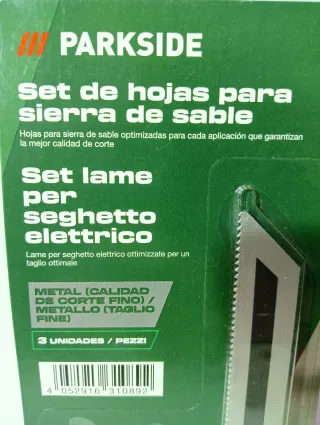 PARKSIDE
Set de hojas para
sierra de sable
Hojas para sierra de sable optimizadas para cada aplicación que garantizan
la mejor calidad de corte
Set lame
per
seghetto
elettrico
Lame per seghetto elettrico ottimizzate per un
taglio ottimale
METAL (CALIDAD
DE CORTE FINO) /
METALLO (TAGLIO
FINE)
3 UNIDADES / PEZZI
4 052916 310892